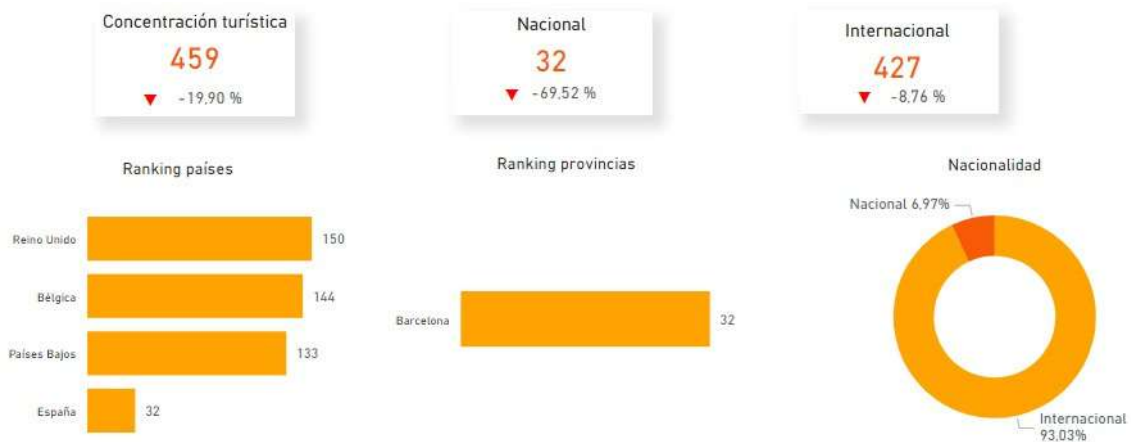 Concentración turística
459
▼ -19,90 %
Nacional
32
▼ -69,52 %
Internacional
427
▼ -8,76 %
Ranking países
Reino Unido 150
Bélgica 144
Países Bajos 133
España 32
Ranking provincias
Barcelona 32
Nacionalidad
Nacional 6,97%
Internacional
93,03%